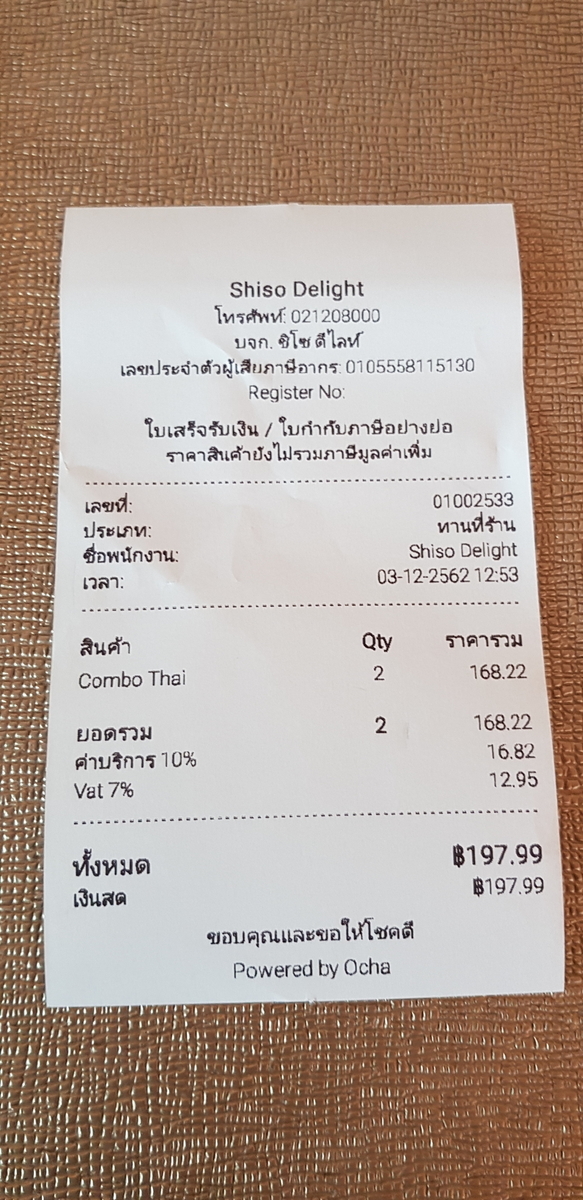 Shiso Delight
โทรศัพท์: 021208000
บจก. ชิโซ ดีไลท์
เลขประจำตัวผู้เสียภาษีอากร: 0105558115130
Register No:
ใบเสร็จรับเงิน / ใบกำกับภาษีอย่างย่อ
ราคาสินค้ายังไม่รวมภาษีมูลค่าเพิ่ม
เลขที่: 01002533
ประเภท: ทานที่ร้าน
ชื่อพนักงาน: Shiso Delight
เวลา: 03-12-2562 12:53
สินค้า Qty ราคารวม
Combo Thai 2 168.22
ยอดรวม 2 168.22
ค่าบริการ 10% 16.82
Vat 7% 12.95
ทั้งหมด ฿197.99
เงินสด ฿197.99
ขอบคุณและขอให้โชคดี
Powered by Ocha